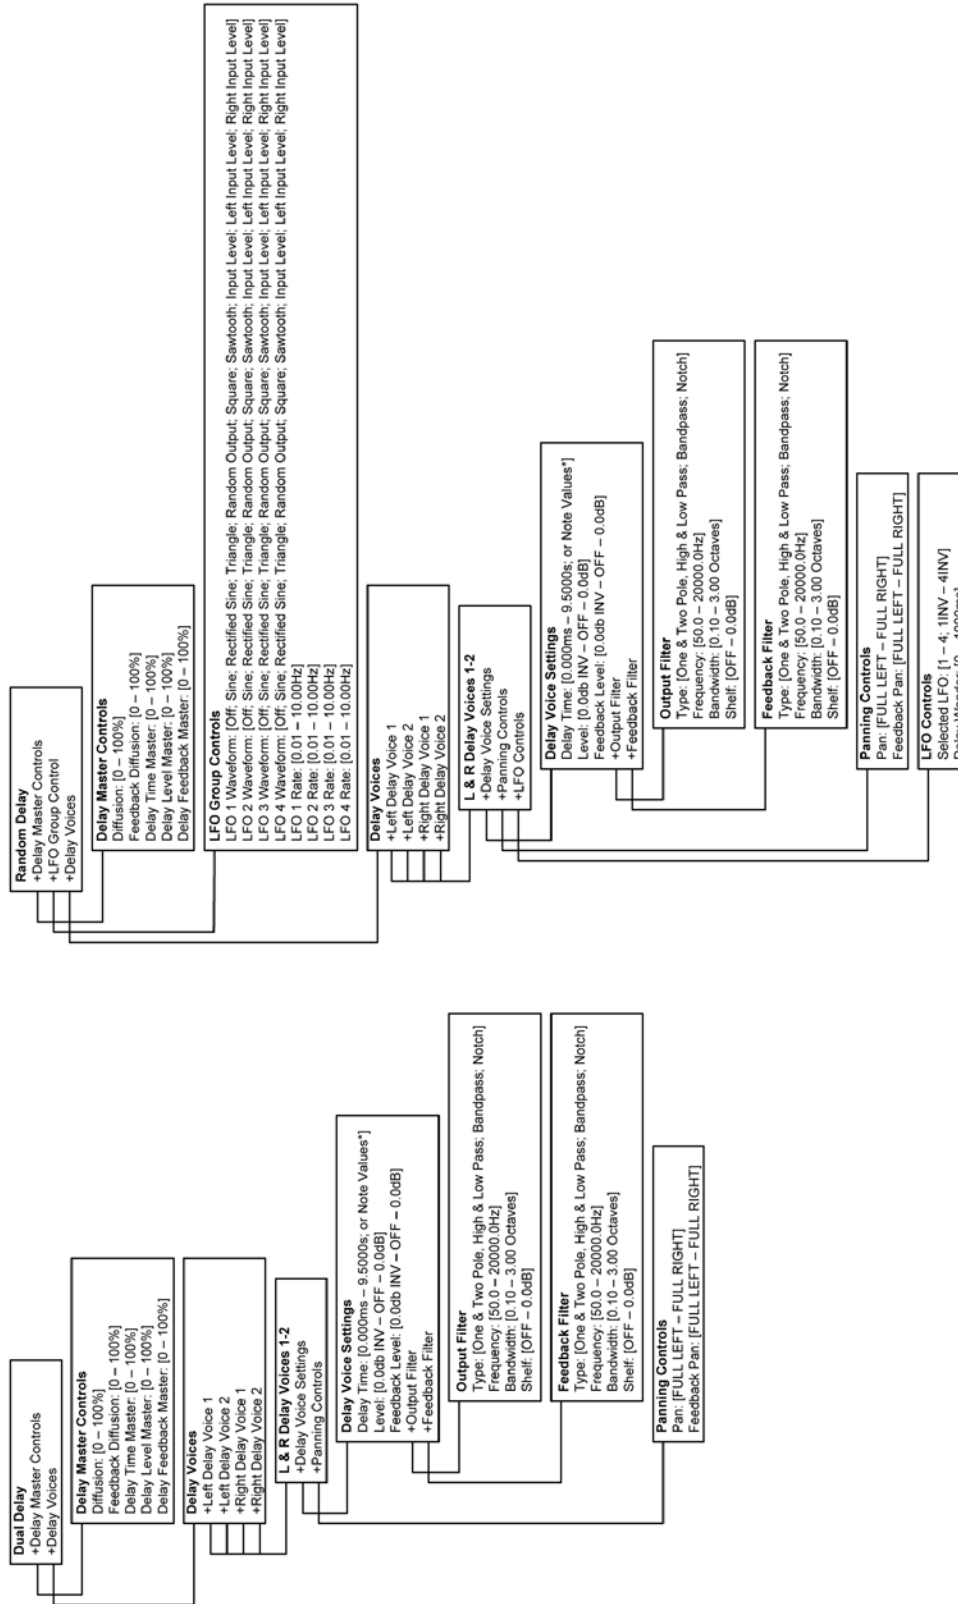 Dual Delay
+Delay Master Controls
+Delay Voices
Delay Master Controls
Diffusion: [0 – 100%]
Feedback Diffusion: [0 – 100%]
Delay Time Master: [0 – 100%]
Delay Level Master: [0 – 100%]
Delay Feedback Master: [0 – 100%]
Delay Voices
+Left Delay Voice 1
+Left Delay Voice 2
+Right Delay Voice 1
+Right Delay Voice 2
L & R Delay Voices 1-2
+Delay Voice Settings
+Panning Controls
Delay Voice Settings
Delay Time: [0.000ms – 9.5000s; or Note Values*]
Level: [0.0db INV – OFF – 0.0dB]
Feedback Level: [0.0db INV – OFF – 0.0dB]
+Output Filter
+Feedback Filter
Output Filter
Type: [One & Two Pole, High & Low Pass; Bandpass; Notch]
Frequency: [50.0 – 20000.0Hz]
Bandwidth: [0.10 – 3.00 Octaves]
Shelf: [OFF – 0.0dB]
Feedback Filter
Type: [One & Two Pole, High & Low Pass; Bandpass; Notch]
Frequency: [50.0 – 20000.0Hz]
Bandwidth: [0.10 – 3.00 Octaves]
Shelf: [OFF – 0.0dB]
Panning Controls
Pan: [FULL LEFT – FULL RIGHT]
Feedback Pan: [FULL LEFT – FULL RIGHT]
Random Delay
+Delay Master Controls
+LFO Group Control
+Delay Voices
Delay Master Controls
Diffusion: [0 – 100%]
Feedback Diffusion: [0 – 100%]
Delay Time Master: [0 – 100%]
Delay Level Master: [0 – 100%]
Delay Feedback Master: [0 – 100%]
LFO Group Controls
LFO 1 Waveform: [Off; Sine; Rectified Sine; Triangle; Random Output; Square; Sawtooth; Input Level; Left Input Level; Right Input Level]
LFO 2 Waveform: [Off; Sine; Rectified Sine; Triangle; Random Output; Square; Sawtooth; Input Level; Left Input Level; Right Input Level]
LFO 3 Waveform: [Off; Sine; Rectified Sine; Triangle; Random Output; Square; Sawtooth; Input Level; Left Input Level; Right Input Level]
LFO 4 Waveform: [Off; Sine; Rectified Sine; Triangle; Random Output; Square; Sawtooth; Input Level; Left Input Level; Right Input Level]
LFO 1 Rate: [0.01 – 10.00Hz]
LFO 2 Rate: [0.01 – 10.00Hz]
LFO 3 Rate: [0.01 – 10.00Hz]
LFO 4 Rate: [0.01 – 10.00Hz]
Delay Voices
+Left Delay Voice 1
+Left Delay Voice 2
+Right Delay Voice 1
+Right Delay Voice 2
L & R Delay Voices 1-2
+Delay Voice Settings
+Panning Controls
+LFO Controls
Delay Voice Settings
Delay Time: [0.000ms – 9.5000s; or Note Values*]
Level: [0.0db INV – OFF – 0.0dB]
Feedback Level: [0.0db INV – OFF – 0.0dB]
+Output Filter
+Feedback Filter
Output Filter
Type: [One & Two Pole, High & Low Pass; Bandpass; Notch]
Frequency: [50.0 – 20000.0Hz]
Bandwidth: [0.10 – 3.00 Octaves]
Shelf: [OFF – 0.0dB]
Feedback Filter
Type: [One & Two Pole, High & Low Pass; Bandpass; Notch]
Frequency: [50.0 – 20000.0Hz]
Bandwidth: [0.10 – 3.00 Octaves]
Shelf: [OFF – 0.0dB]
Panning Controls
Pan: [FULL LEFT – FULL RIGHT]
Feedback Pan: [FULL LEFT – FULL RIGHT]
LFO Controls
Selected LFO: [1 – 4; 1INV – 4INV]
Delay Wander: [0 – 1000ms]